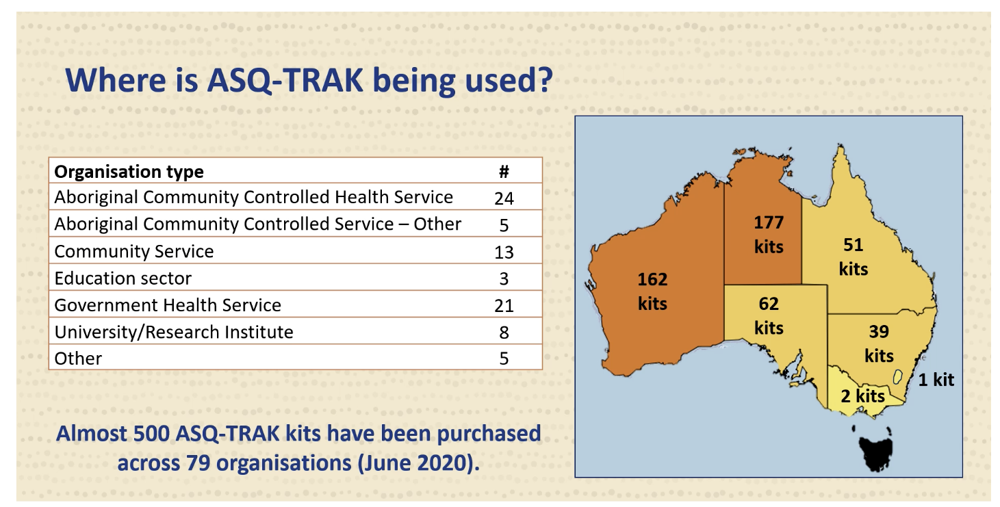 Where is ASQ-TRAK being used?
Organisation type #
Aboriginal Community Controlled Health Service 24
Aboriginal Community Controlled Service – Other 5
Community Service 13
Education sector 3
Government Health Service 21
University/Research Institute 8
Other 5
Almost 500 ASQ-TRAK kits have been purchased
across 79 organisations (June 2020).
177
kits
51
kits
162
kits
62
kits
39
kits
1 kit
2 kits